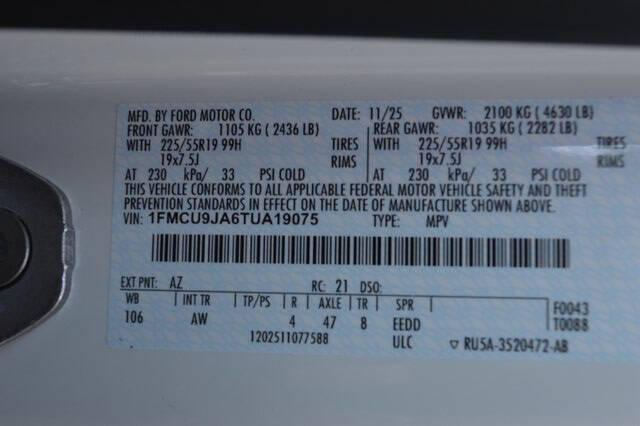 MFD. BY FORD MOTOR CO. DATE: 11/25 GVWR: 2100 KG ( 4630 LB)
FRONT GAWR: 1105 KG ( 2436 LB) REAR GAWR: 1035 KG ( 2282 LB)
WITH 225/55R19 99H TIRES WITH 225/55R19 99H TIRES
19x7.5J RIMS 19x7.5J RIMS
AT 230 kPa/ 33 PSI COLD AT 230 kPa/ 33 PSI COLD
THIS VEHICLE CONFORMS TO ALL APPLICABLE FEDERAL MOTOR VEHICLE SAFETY AND THEFT
PREVENTION STANDARDS IN EFFECT ON THE DATE OF MANUFACTURE SHOWN ABOVE.
VIN: 1FMCU9JA6TUA19075 TYPE: MPV
EXT PNT: AZ RC: 21 DSO:
WB INT TR TP/PS R AXLE TR SPR F0043
106 AW 4 47 8 EEDD T0088
1202511077588 ULC ▽ RU5A-3520472-AB